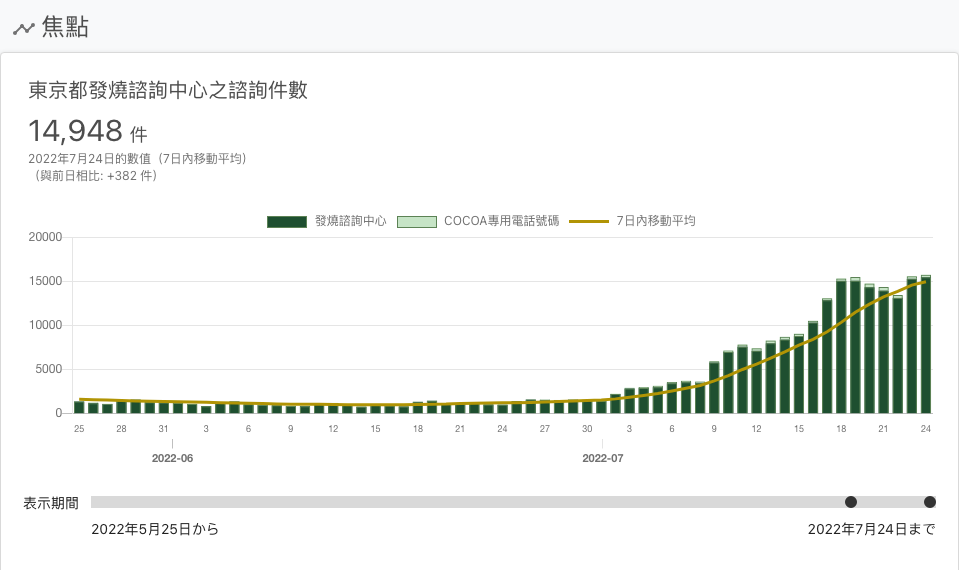 焦點
東京都發燒諮詢中心之諮詢件數
14,948 件
2022年7月24日的數值（7日內移動平均）
（與前日相比: +382 件）
發燒諮詢中心 COCOA專用電話號碼 7日內移動平均
20000
15000
10000
5000
0
25 28 31 3 6 9 12 15 18 21 24 27 30 3 6 9 12 15 18 21 24
2022-06 2022-07
表示期間
2022年5月25日から 2022年7月24日まで